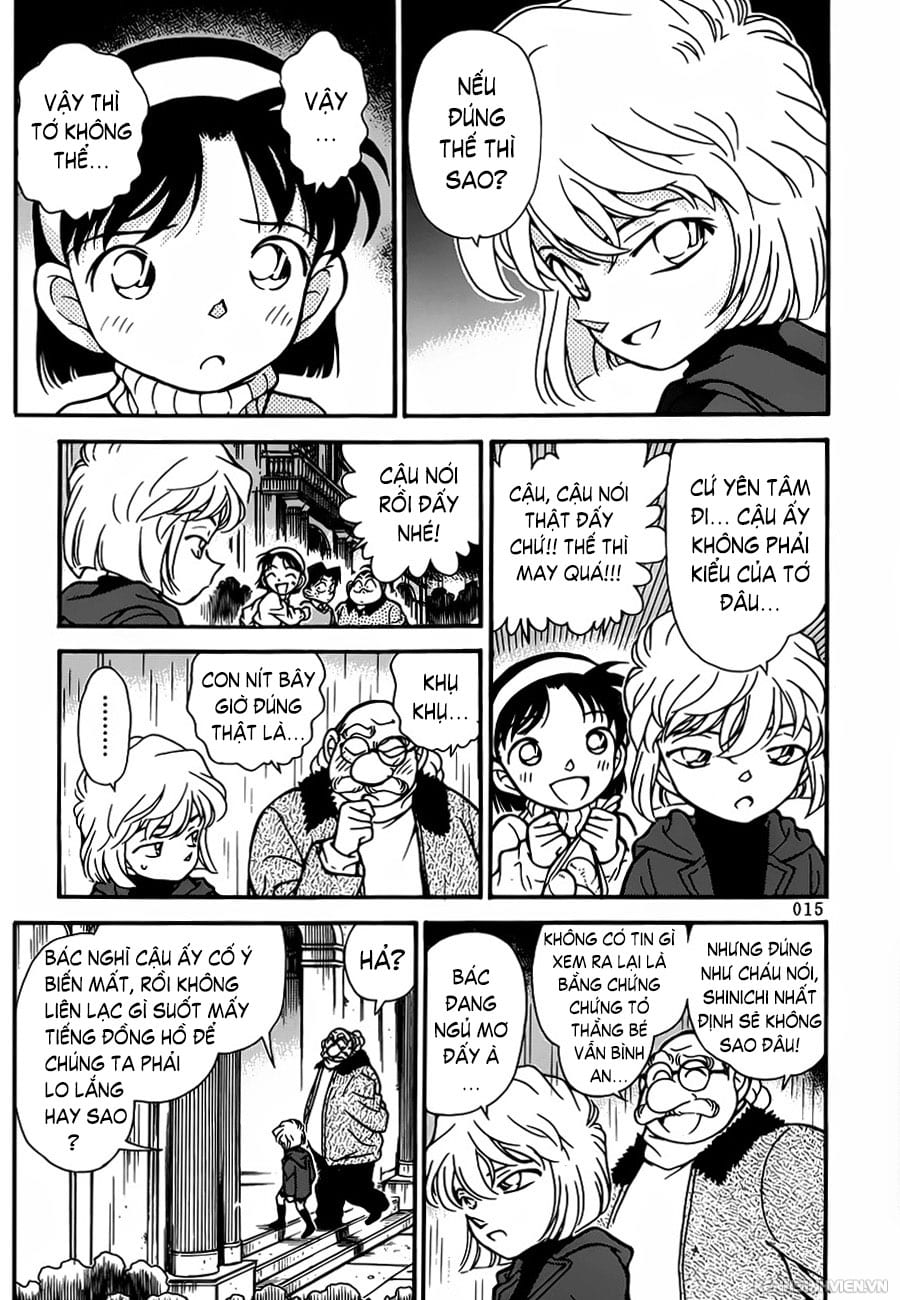 NẾU
ĐÚNG
THẾ THÌ
SAO?
VẬY
...
VẬY THÌ
TỚ KHÔNG
THỂ...
CỨ YÊN TÂM
ĐI... CẬU ẤY
KHÔNG PHẢI
KIỂU CỦA TỚ
ĐÂU...
CẬU, CẬU NÓI
THẬT ĐẤY
CHỨ!! THẾ THÌ
MAY QUÁ!!!
CẬU NÓI
RỒI ĐẤY
NHÉ!
KHỤ
KHỤ...
CON NÍT BÂY
GIỜ ĐÚNG
THẬT LÀ...
.........
015
NHƯNG ĐÚNG
NHƯ CHÁU NÓI,
SHINICHI NHẤT
ĐỊNH SẼ KHÔNG
SAO ĐÂU!
KHÔNG CÓ TIN GÌ
XEM RA LẠI LÀ
BẰNG CHỨNG
CHỨNG TỎ
THẰNG BÉ
VẪN BÌNH
AN...
BÁC
ĐANG
NGỦ MƠ
ĐẤY À
...
HẢ?
BÁC NGHĨ CẬU ẤY CỐ Ý
BIẾN MẤT, RỒI KHÔNG
LIÊN LẠC GÌ SUỐT MẤY
TIẾNG ĐỒNG HỒ ĐỂ
CHÚNG TA PHẢI
LO LẮNG
HAY SAO
?